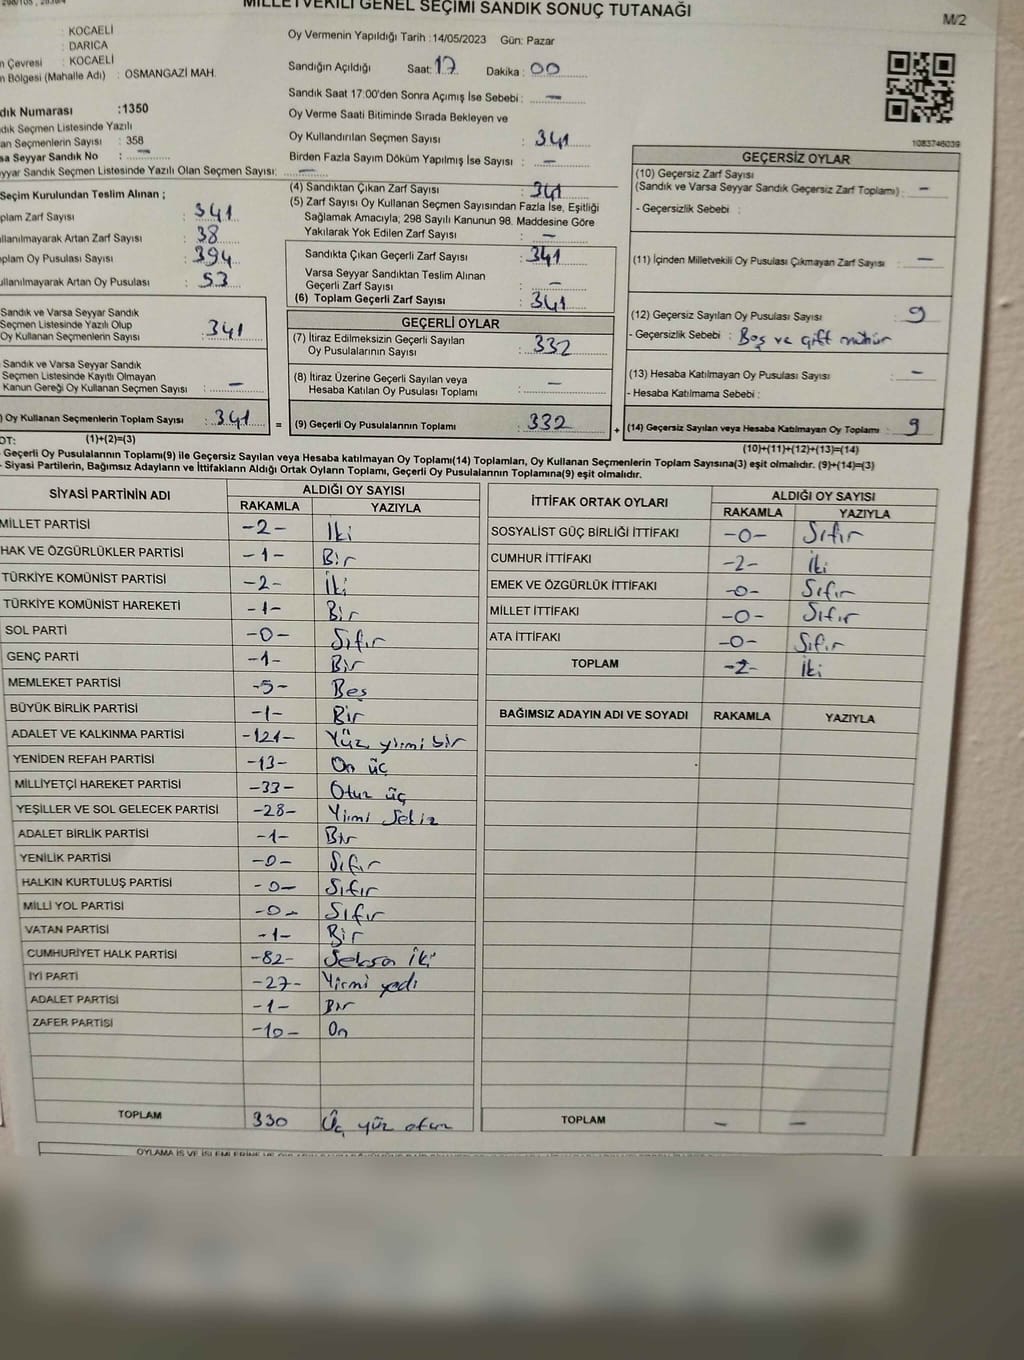 MİLLETVEKİLİ GENEL SEÇİMİ SANDIK SONUÇ TUTANAĞI
M/2
: KOCAELİ
: DARICA
Çevresi : KOCAELİ
Bölgesi (Mahalle Adı) : OSMANGAZİ MAH.
Oy Vermenin Yapıldığı Tarih :14/05/2023 Gün: Pazar
Sandığın Açıldığı Saat: 17 Dakika : 00
Sandık Saat 17:00'den Sonra Açımış İse Sebebi : —
Oy Verme Saati Bitiminde Sırada Bekleyen ve
Oy Kullandırılan Seçmen Sayısı : 341
Birden Fazla Sayım Döküm Yapılmış İse Sayısı : —
dık Numarası :1350
dık Seçmen Listesinde Yazılı
an Seçmenlerin Sayısı : 358
sa Seyyar Sandık No : —
yyar Sandık Seçmen Listesinde Yazılı Olan Seçmen Sayısı: —
Seçim Kurulundan Teslim Alınan ;
plam Zarf Sayısı : 341
llanılmayarak Artan Zarf Sayısı : 38
plam Oy Pusulası Sayısı : 394
ullanılmayarak Artan Oy Pusulası : 53
Sandık ve Varsa Seyyar Sandık
Seçmen Listesinde Yazılı Olup
Oy Kullanan Seçmenlerin Sayısı : 341
Sandık ve Varsa Seyyar Sandık
Seçmen Listesinde Kayıtlı Olmayan
Kanun Gereği Oy Kullanan Seçmen Sayısı : —
) Oy Kullanan Seçmenlerin Toplam Sayısı : 341
(4) Sandıktan Çıkan Zarf Sayısı : 341
(5) Zarf Sayısı Oy Kullanan Seçmen Sayısından Fazla İse, Eşitliği
Sağlamak Amacıyla; 298 Sayılı Kanunun 98. Maddesine Göre
Yakılarak Yok Edilen Zarf Sayısı : —
Sandıkta Çıkan Geçerli Zarf Sayısı : 341
Varsa Seyyar Sandıktan Teslim Alınan
Geçerli Zarf Sayısı : —
(6) Toplam Geçerli Zarf Sayısı : 341
GEÇERLİ OYLAR
(7) İtiraz Edilmeksizin Geçerli Sayılan
Oy Pusulalarının Sayısı : 332
(8) İtiraz Üzerine Geçerli Sayılan veya
Hesaba Katılan Oy Pusulası Toplamı : —
= (9) Geçerli Oy Pusulalarının Toplamı : 332 +
1083746039
GEÇERSİZ OYLAR
(10) Geçersiz Zarf Sayısı
(Sandık ve Varsa Seyyar Sandık Geçersiz Zarf Toplamı) : —
- Geçersizlik Sebebi :
(11) İçinden Milletvekili Oy Pusulası Çıkmayan Zarf Sayısı : —
(12) Geçersiz Sayılan Oy Pusulası Sayısı : 9
- Geçersizlik Sebebi : Boş ve çift mühür
(13) Hesaba Katılmayan Oy Pusulası Sayısı : —
- Hesaba Katılmama Sebebi :
(14) Geçersiz Sayılan veya Hesaba Katılmayan Oy Toplamı : 9
OT: (1)+(2)=(3)
(10)+(11)+(12)+(13)=(14)
- Geçerli Oy Pusulalarının Toplamı(9) ile Geçersiz Sayılan veya Hesaba katılmayan Oy Toplamı(14) Toplamları, Oy Kullanan Seçmenlerin Toplam Sayısına(3) eşit olmalıdır. (9)+(14)=(3)
- Siyasi Partilerin, Bağımsız Adayların ve İttifakların Aldığı Ortak Oyların Toplamı, Geçerli Oy Pusulalarının Toplamına(9) eşit olmalıdır.
SİYASİ PARTİNİN ADI ALDIĞI OY SAYISI
RAKAMLA YAZIYLA
MİLLET PARTİSİ -2- İki
HAK VE ÖZGÜRLÜKLER PARTİSİ -1- Bir
TÜRKİYE KOMÜNİST PARTİSİ -2- İki
TÜRKİYE KOMÜNİST HAREKETİ -1- Bir
SOL PARTİ -0- Sıfır
GENÇ PARTİ -1- Bir
MEMLEKET PARTİSİ -5- Beş
BÜYÜK BİRLİK PARTİSİ -1- Bir
ADALET VE KALKINMA PARTİSİ -121- Yüz yirmi bir
YENİDEN REFAH PARTİSİ -13- On üç
MİLLİYETÇİ HAREKET PARTİSİ -33- Otuz üç
YEŞİLLER VE SOL GELECEK PARTİSİ -28- Yirmi Sekiz
ADALET BİRLİK PARTİSİ -1- Bir
YENİLİK PARTİSİ -0- Sıfır
HALKIN KURTULUŞ PARTİSİ -0- Sıfır
MİLLİ YOL PARTİSİ -0- Sıfır
VATAN PARTİSİ -1- Bir
CUMHURİYET HALK PARTİSİ -82- Seksen İki
İYİ PARTİ -27- Yirmi yedi
ADALET PARTİSİ -1- Bir
ZAFER PARTİSİ -10- On
TOPLAM 330 Üç yüz otuz
İTTİFAK ORTAK OYLARI ALDIĞI OY SAYISI
RAKAMLA YAZIYLA
SOSYALİST GÜÇ BİRLİĞİ İTTİFAKI -0- Sıfır
CUMHUR İTTİFAKI -2- İki
EMEK VE ÖZGÜRLÜK İTTİFAKI -0- Sıfır
MİLLET İTTİFAKI -0- Sıfır
ATA İTTİFAKI -0- Sıfır
TOPLAM -2- İki
BAĞIMSIZ ADAYIN ADI VE SOYADI RAKAMLA YAZIYLA
TOPLAM — —